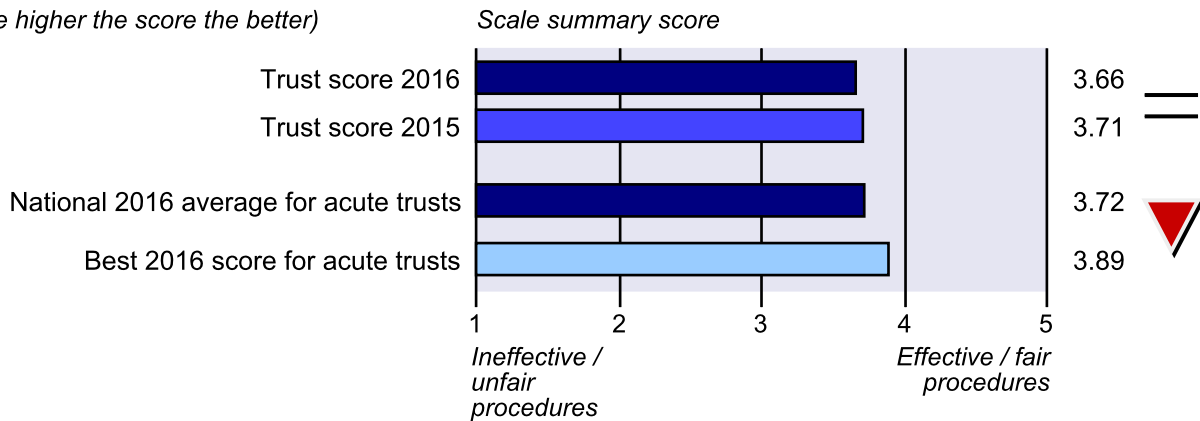 e higher the score the better)
Scale summary score
Trust score 2016 3.66
Trust score 2015 3.71
National 2016 average for acute trusts 3.72
Best 2016 score for acute trusts 3.89
1 2 3 4 5
Ineffective / Effective / fair
unfair procedures
procedures